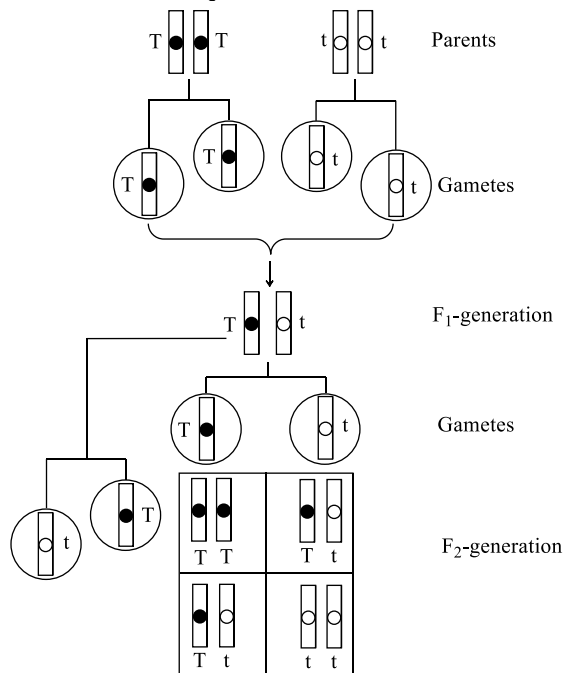 T T t t Parents
T T t t Gametes
T t F₁-generation
T t Gametes
t T
T T T t F₂-generation
T t t t